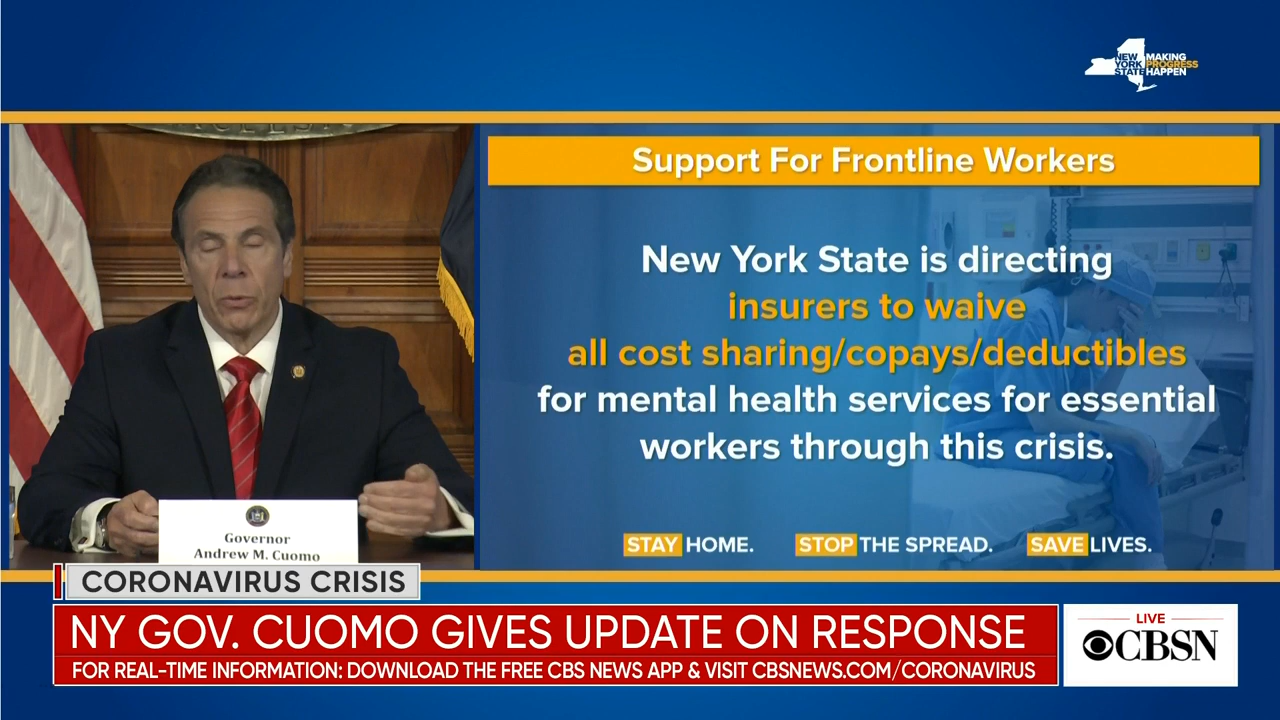 NEW
YORK
STATE
MAKING
PROGRESS
HAPPEN
Support For Frontline Workers
New York State is directing
insurers to waive
all cost sharing/copays/deductibles
for mental health services for essential
workers through this crisis.
STAY HOME. STOP THE SPREAD. SAVE LIVES.
Governor
Andrew M. Cuomo
CORONAVIRUS CRISIS
NY GOV. CUOMO GIVES UPDATE ON RESPONSE
FOR REAL-TIME INFORMATION: DOWNLOAD THE FREE CBS NEWS APP & VISIT CBSNEWS.COM/CORONAVIRUS
LIVE
CBSN